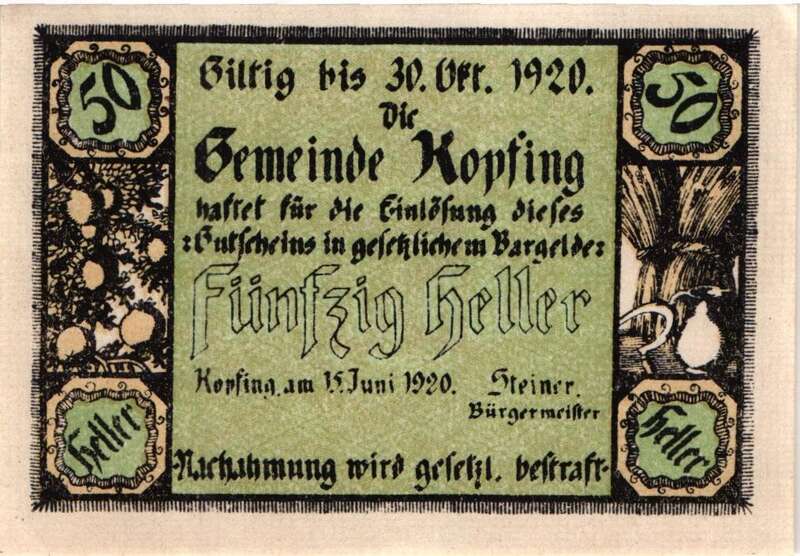 50
50
Giltig bis 30. Okt. 1920.
Die
Gemeinde Kopfing
haftet für die Einlösung dieses
:Gutscheins in gesetzlichem Bargelde:
Fünfzig Heller
Kopfing, am 15. Juni 1920. Steiner.
Bürgermeister
Heller
Heller
-Nachahmung wird gesetzl. bestraft-